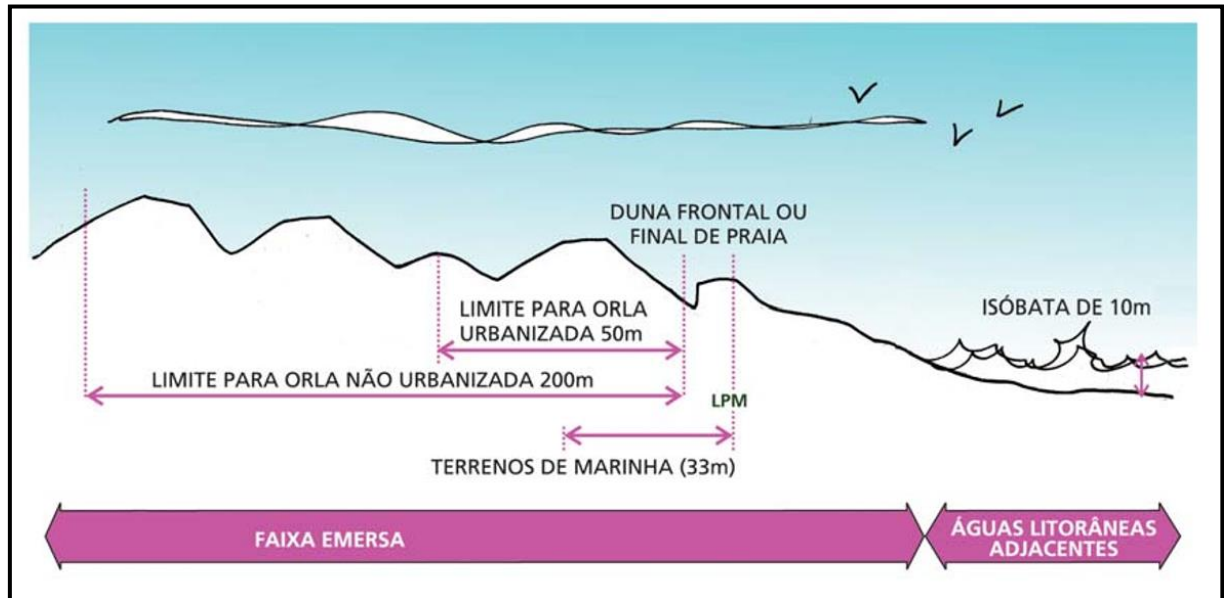 DUNA FRONTAL OU
FINAL DE PRAIA
ISÓBATA DE 10m
LIMITE PARA ORLA
URBANIZADA 50m
LIMITE PARA ORLA NÃO URBANIZADA 200m
LPM
TERRENOS DE MARINHA (33m)
FAIXA EMERSA
ÁGUAS LITORÂNEAS
ADJACENTES